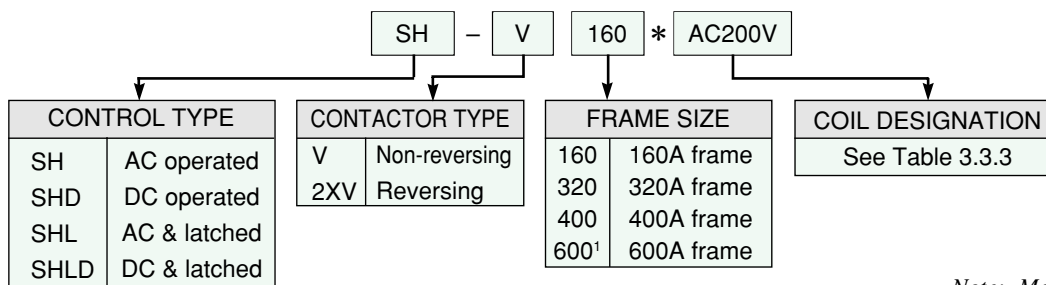 SH – V 160 * AC200V
CONTROL TYPE
SH AC operated
SHD DC operated
SHL AC & latched
SHLD DC & latched
CONTACTOR TYPE
V Non-reversing
2XV Reversing
FRAME SIZE
160 160A frame
320 320A frame
400 400A frame
600¹ 600A frame
COIL DESIGNATION
See Table 3.3.3
Note: